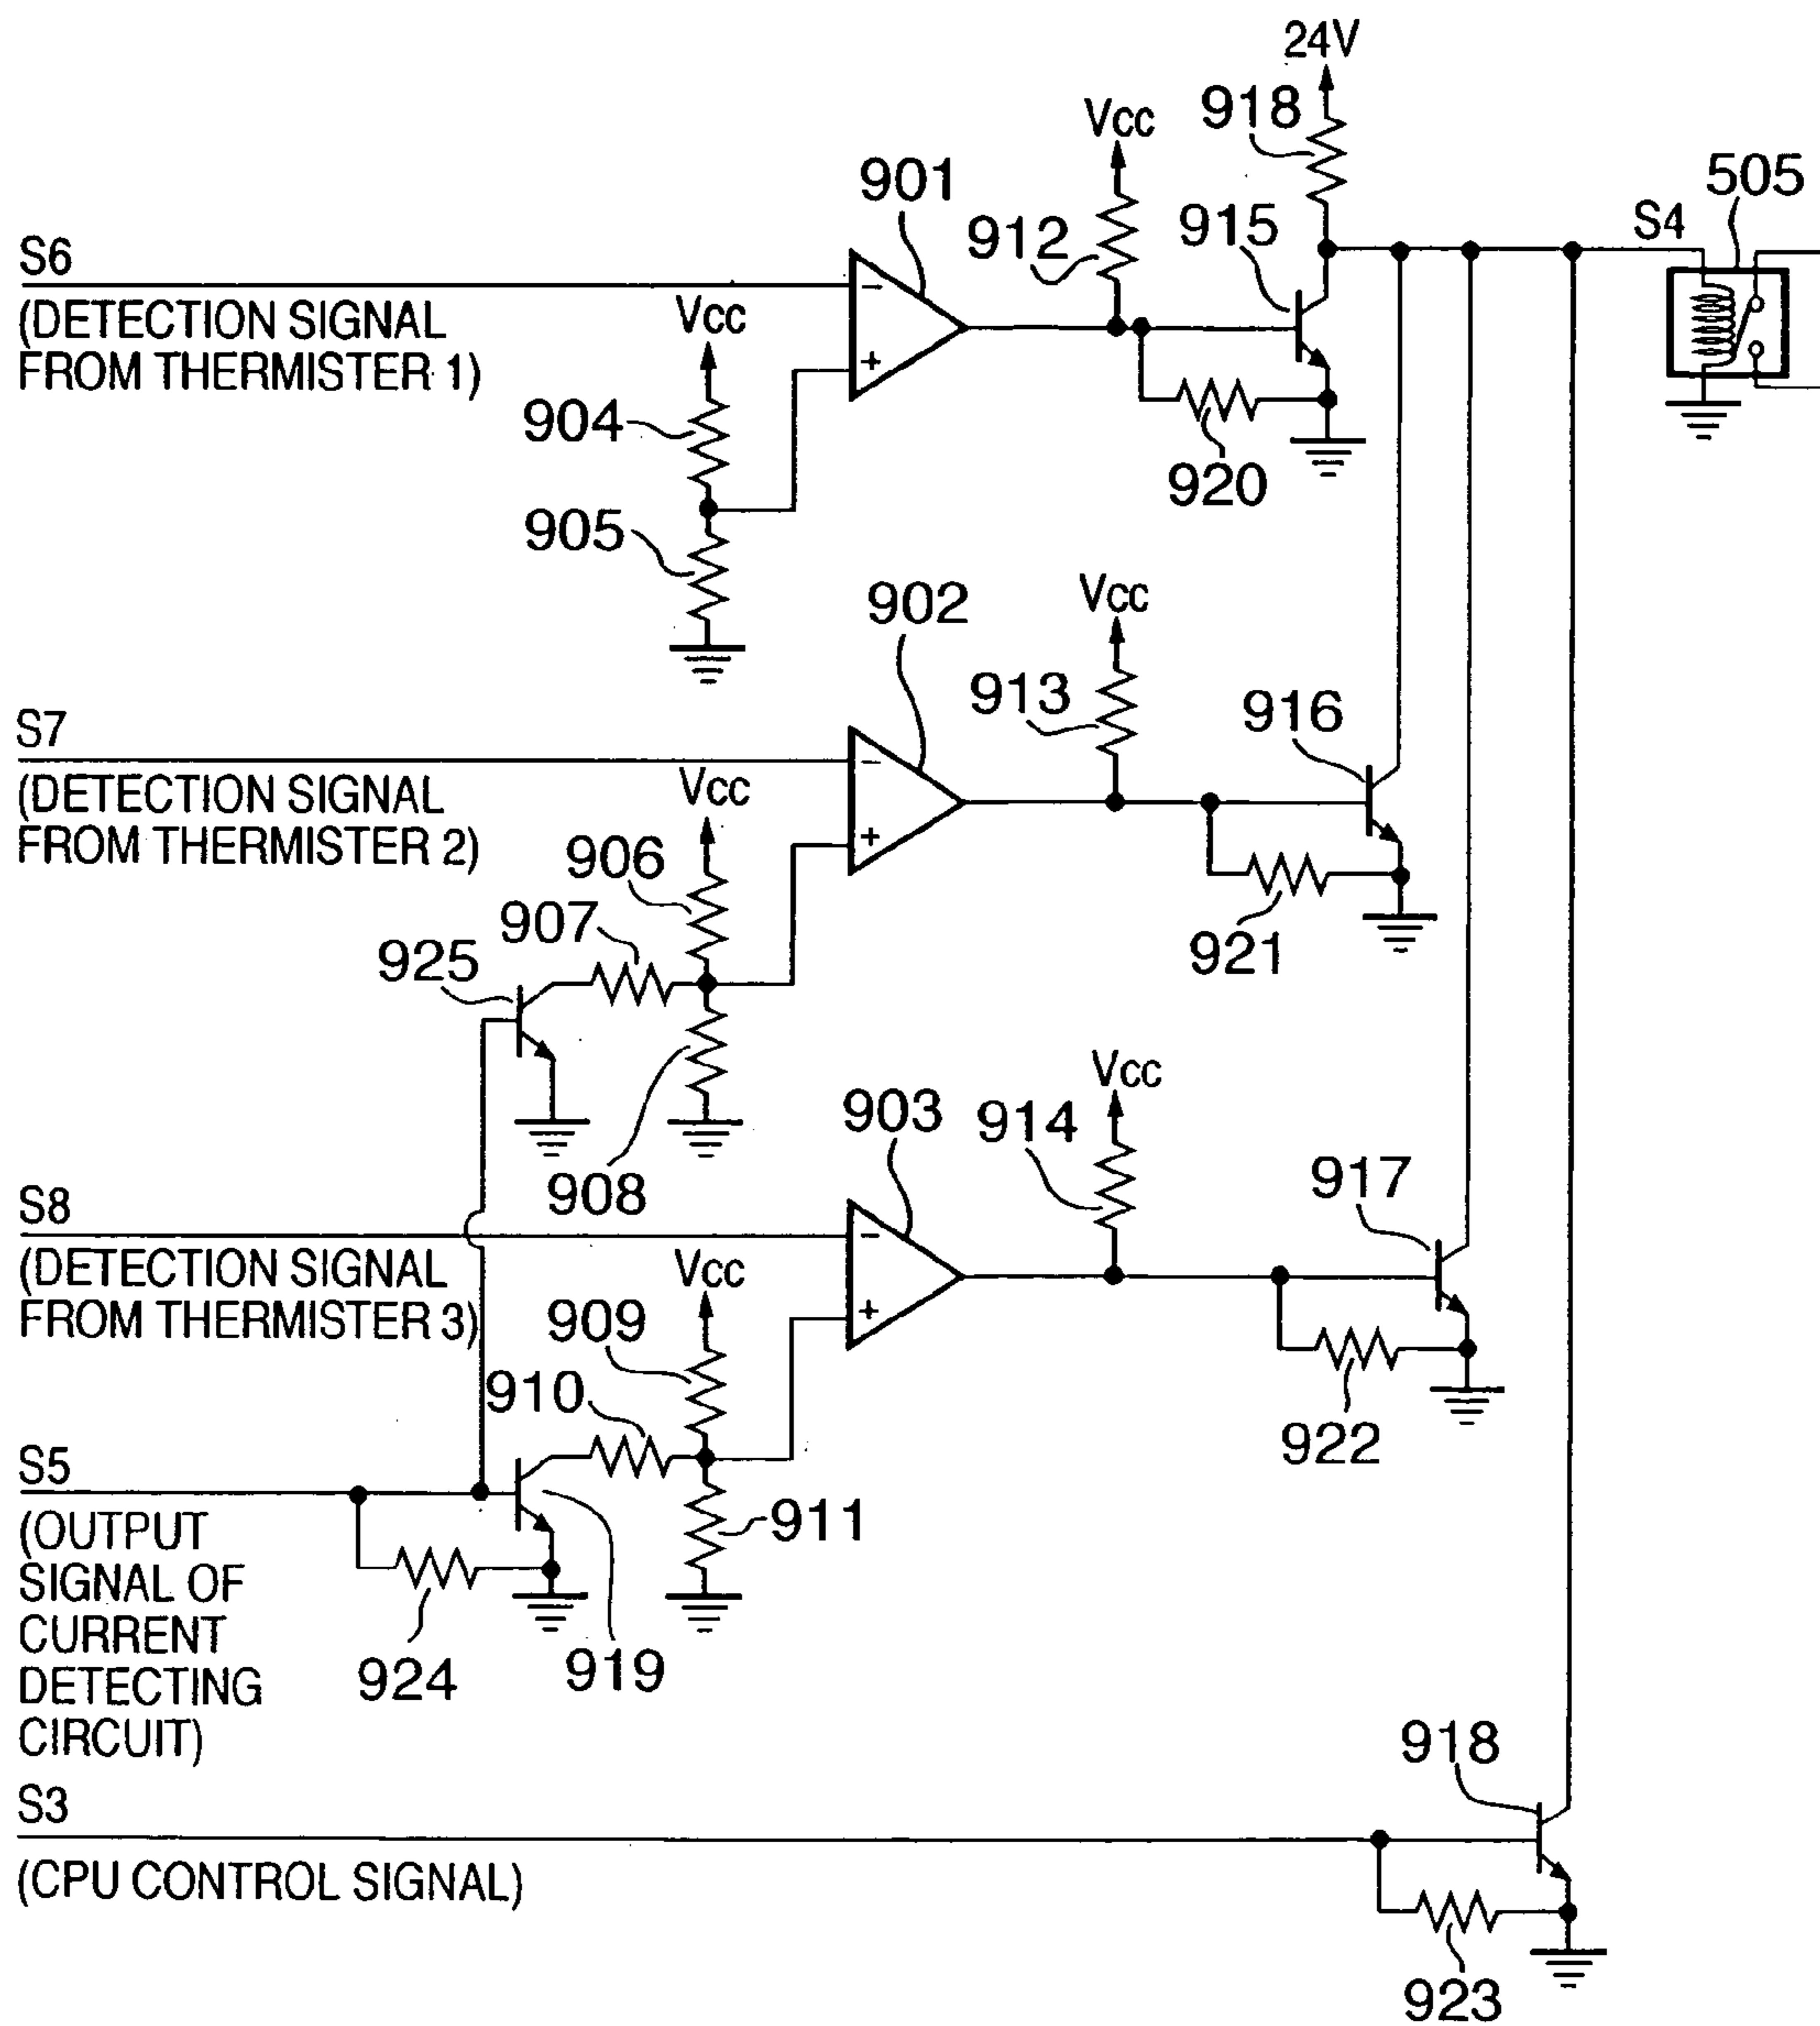 24V
Vcc
918
901
505
912
915
S4
S6
(DETECTION SIGNAL
FROM THERMISTER 1)
Vcc
-
+
904
920
905
902
Vcc
913
916
S7
(DETECTION SIGNAL
FROM THERMISTER 2)
Vcc
-
+
906
907
925
921
903
Vcc
914
908
917
S8
(DETECTION SIGNAL
FROM THERMISTER 3)
Vcc
-
+
909
910
922
S5
(OUTPUT
SIGNAL OF
CURRENT
DETECTING
CIRCUIT)
911
924
919
918
S3
(CPU CONTROL SIGNAL)
923